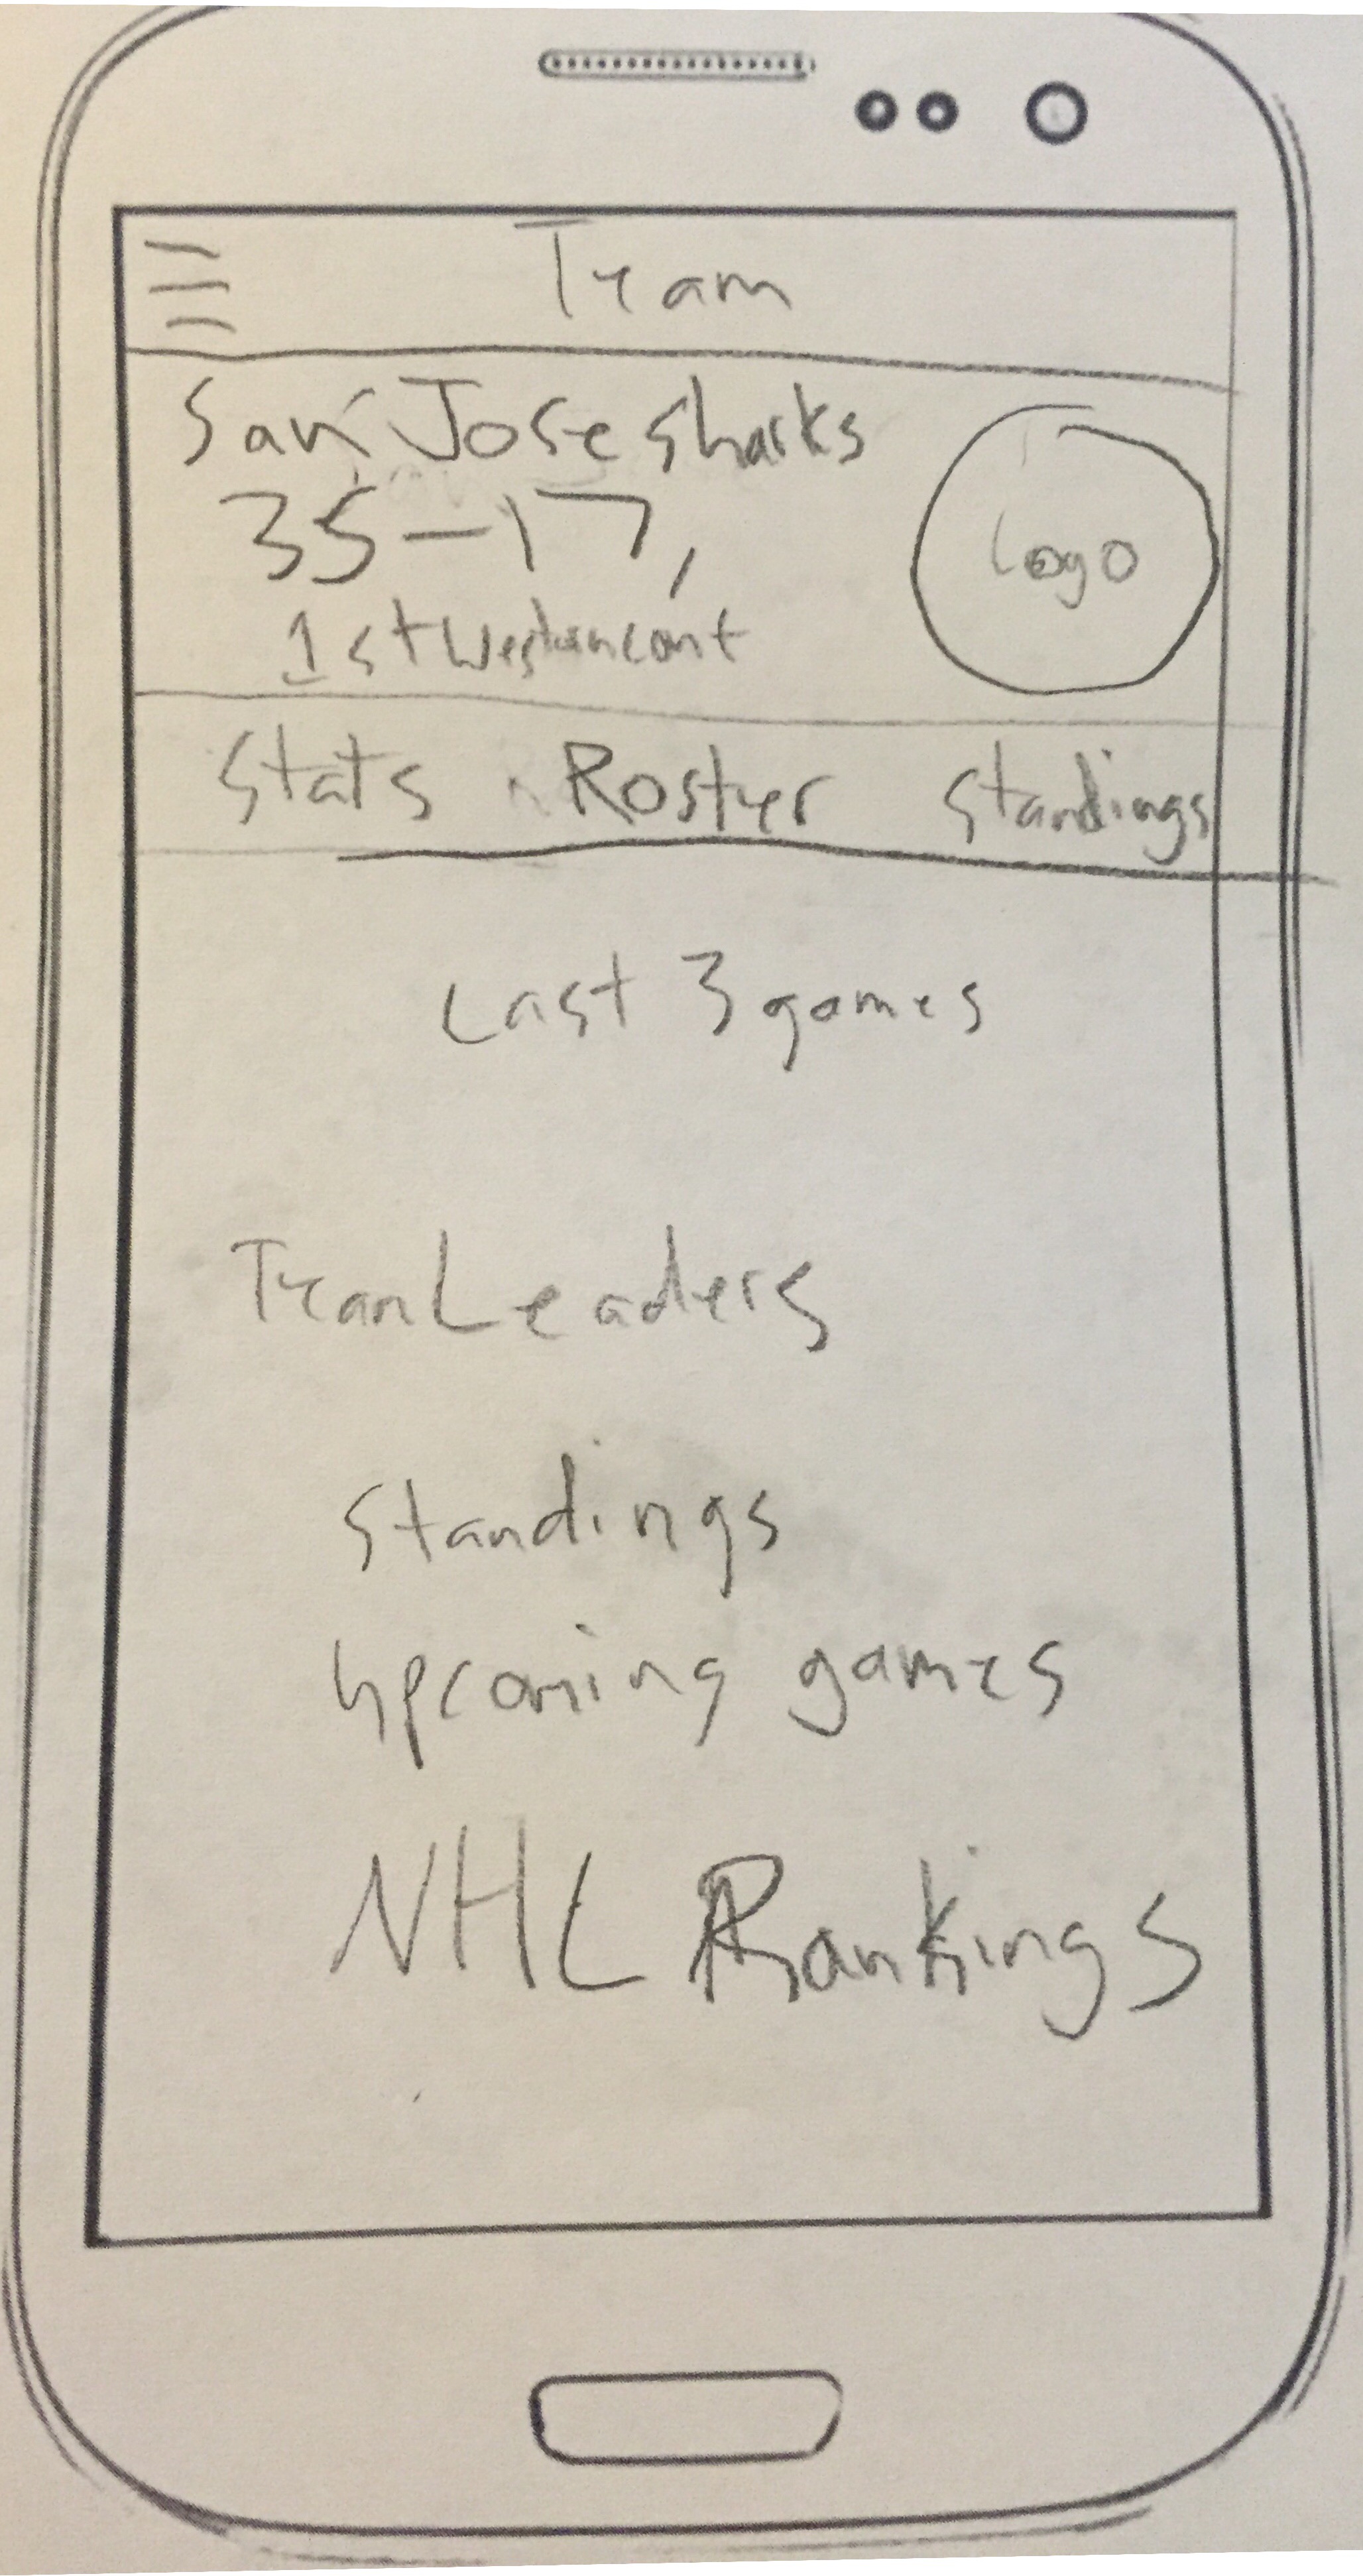 Team
San Jose Sharks
35-17,
1st Western conf
Logo
Stats Roster Standings
Last 3 games
Team Leaders
Standings
upcoming games
NHL Rankings